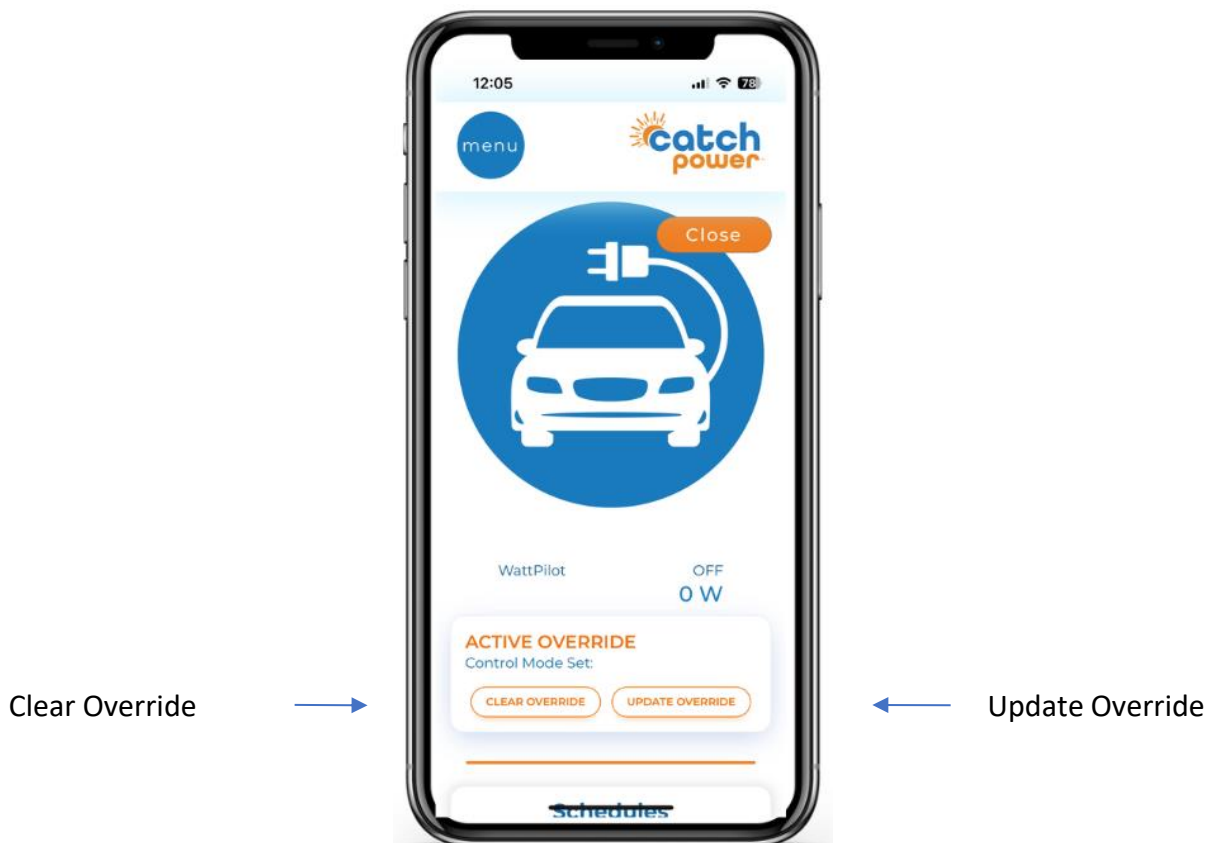 12:05 78
menu
catch
power
Close
WattPilot OFF
0 W
ACTIVE OVERRIDE
Control Mode Set:
Clear Override CLEAR OVERRIDE UPDATE OVERRIDE Update Override
Schedules